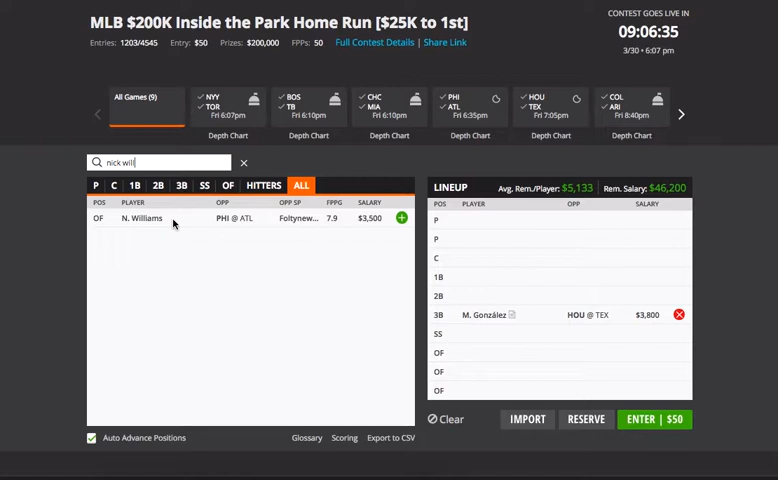 MLB $200K Inside the Park Home Run [$25K to 1st]
Entries: 1203/4545 Entry: $50 Prizes: $200,000 FPPs: 50 Full Contest Details | Share Link
CONTEST GOES LIVE IN
09:06:35
3/30 • 6:07 pm
All Games (9)
NYY
TOR
Fri 6:07pm
Depth Chart
BOS
TB
Fri 6:10pm
Depth Chart
CHC
MIA
Fri 6:10pm
Depth Chart
PHI
ATL
Fri 6:35pm
Depth Chart
HOU
TEX
Fri 7:05pm
Depth Chart
COL
ARI
Fri 8:40pm
Depth Chart
nick will
P C 1B 2B 3B SS OF HITTERS ALL
POS PLAYER OPP OPP SP FPPG SALARY
OF N. Williams PHI @ ATL Foltynew... 7.9 $3,500
Auto Advance Positions Glossary Scoring Export to CSV
LINEUP Avg. Rem./Player: $5,133 Rem. Salary: $46,200
POS PLAYER OPP SALARY
P
P
C
1B
2B
3B M. González HOU @ TEX $3,800
SS
OF
OF
OF
Clear IMPORT RESERVE ENTER | $50